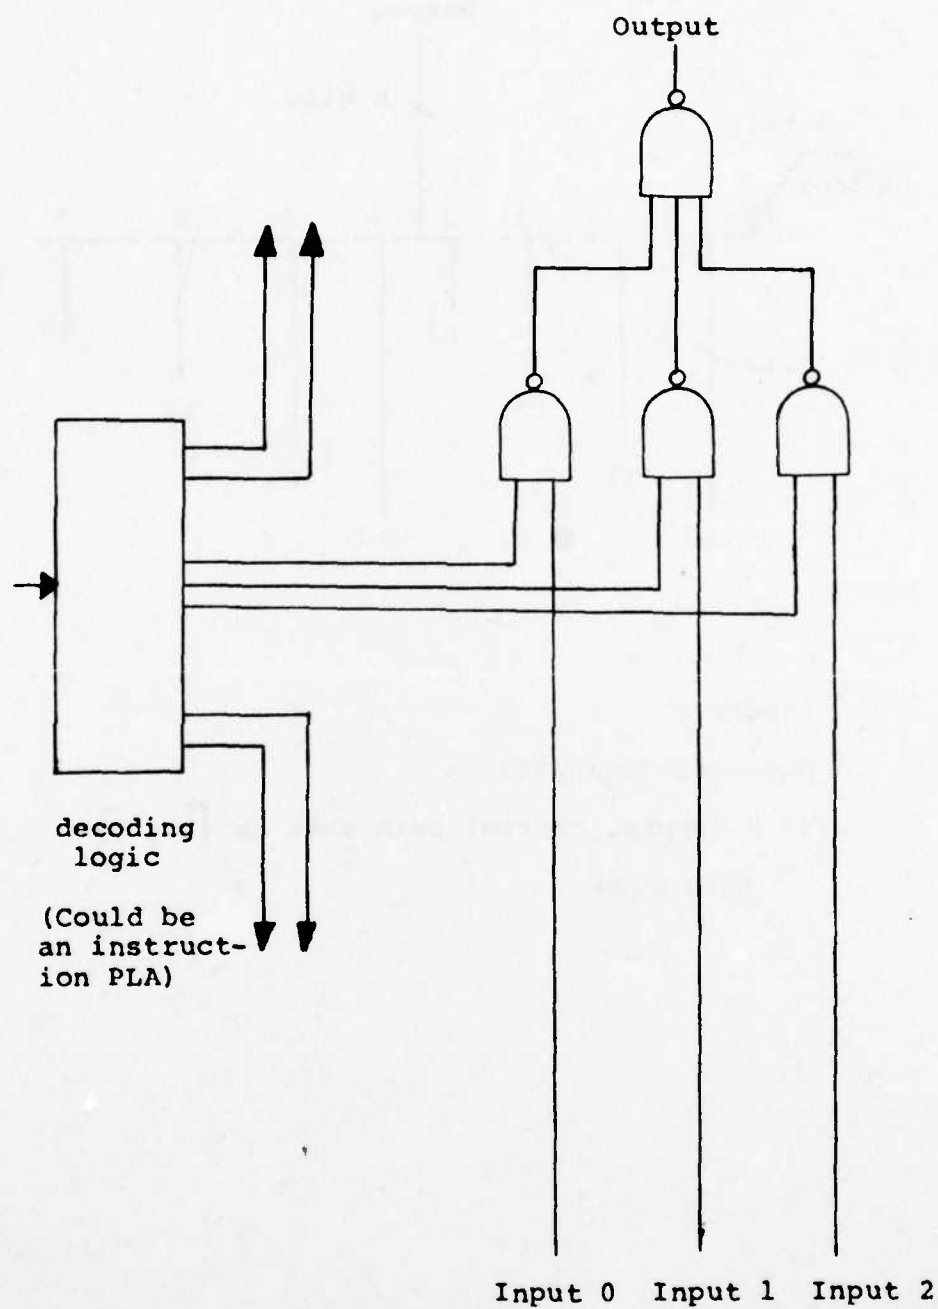 Output
decoding
logic
(Could be
an instruct-
ion PLA)
Input 0 Input 1 Input 2